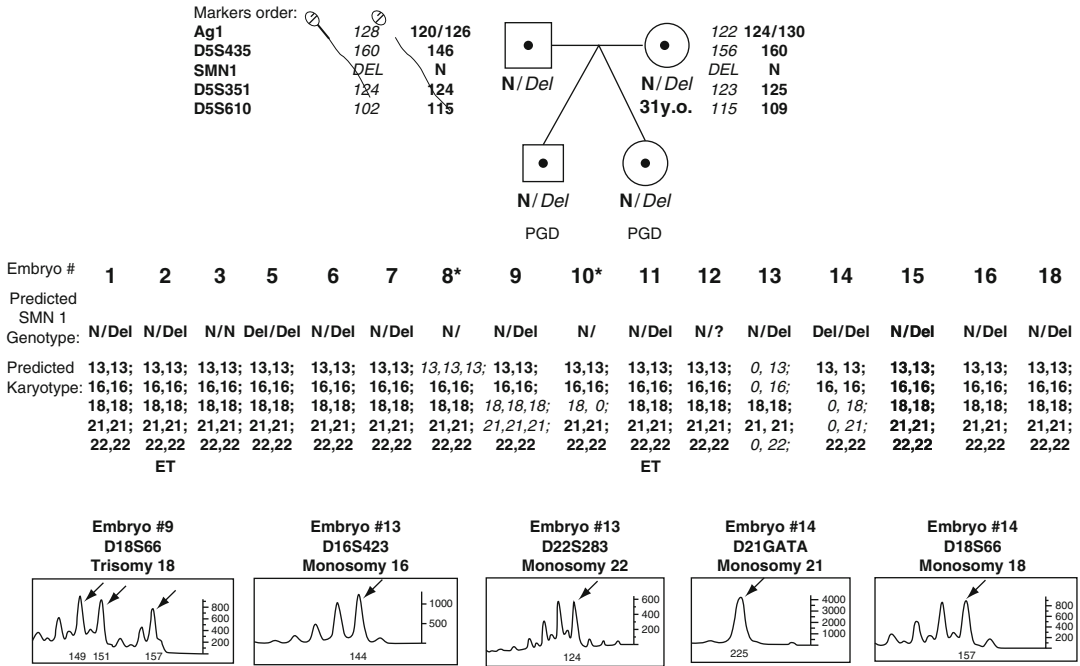 Markers order:
Ag1 128 120/126
D5S435 160 146
SMN1 DEL N
D5S351 124 124
D5S610 102 115
N/Del
N/Del
31y.o.
122 124/130
156 160
DEL N
123 125
115 109
N/Del N/Del
PGD PGD
Embryo # 1 2 3 5 6 7 8* 9 10* 11 12 13 14 15 16 18
Predicted SMN 1 Genotype: N/Del N/Del N/N Del/Del N/Del N/Del N/ N/Del N/ N/Del N/? N/Del Del/Del N/Del N/Del N/Del
Predicted 13,13; 13,13; 13,13; 13,13; 13,13; 13,13; 13,13,13; 13,13; 13,13; 13,13; 13,13; 0, 13; 13, 13; 13,13; 13,13; 13,13;
Karyotype: 16,16; 16,16; 16,16; 16,16; 16,16; 16,16; 16,16; 16,16; 16,16; 16,16; 16,16; 0, 16; 16, 16; 16,16; 16,16; 16,16;
18,18; 18,18; 18,18; 18,18; 18,18; 18,18; 18,18; 18,18,18; 18, 0; 18,18; 18,18; 18,18; 0, 18; 18,18; 18,18; 18,18;
21,21; 21,21; 21,21; 21,21; 21,21; 21,21; 21,21; 21,21,21; 21,21; 21,21; 21,21; 21, 21; 0, 21; 21,21; 21,21; 21,21;
22,22 22,22 22,22 22,22 22,22 22,22 22,22 22,22; 22,22 22,22 22,22 0, 22; 22,22 22,22 22,22 22,22
ET ET
Embryo #9 Embryo #13 Embryo #13 Embryo #14 Embryo #14
D18S66 D16S423 D22S283 D21GATA D18S66
Trisomy 18 Monosomy 16 Monosomy 22 Monosomy 21 Monosomy 18
800
600
400
200
149 151 157
1000
500
144
600
400
200
124
4000
3000
2000
1000
225
800
600
400
200
157